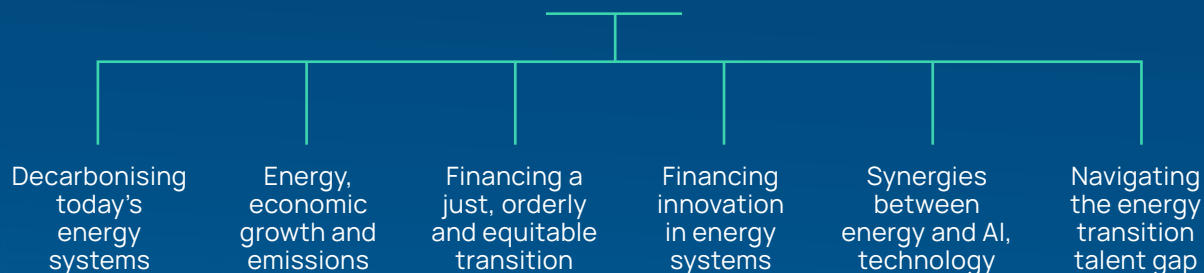 Decarbonising
today's
energy
systems
Energy,
economic
growth and
emissions
Financing a
just, orderly
and equitable
transition
Financing
innovation
in energy
systems
Synergies
between
energy and AI,
technology
Navigating
the energy
transition
talent gap